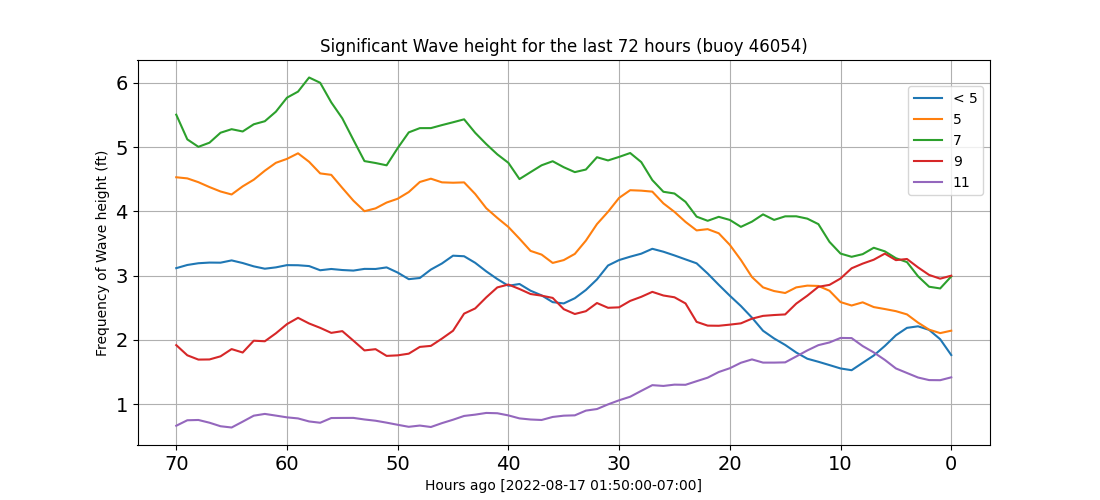 Significant Wave height for the last 72 hours (buoy 46054)
Frequency of Wave height (ft)
6
5
4
3
2
1
< 5
5
7
9
11
70 60 50 40 30 20 10 0
Hours ago [2022-08-17 01:50:00-07:00]